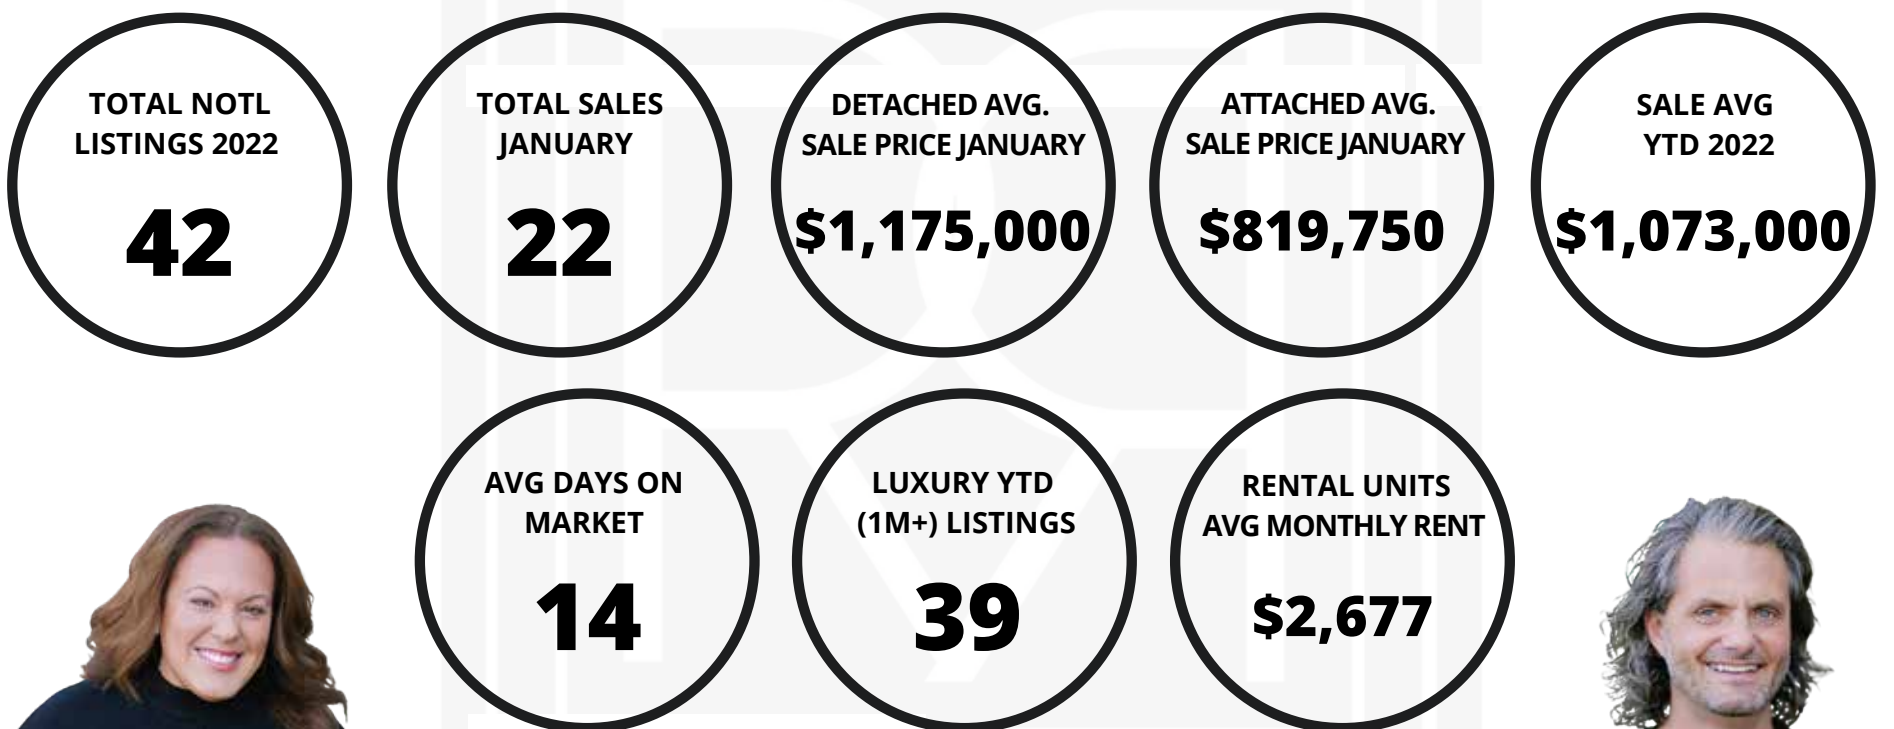 TOTAL NOTL
LISTINGS 2022
42
TOTAL SALES
JANUARY
22
DETACHED AVG.
SALE PRICE JANUARY
$1,175,000
ATTACHED AVG.
SALE PRICE JANUARY
$819,750
SALE AVG
YTD 2022
$1,073,000
AVG DAYS ON
MARKET
14
LUXURY YTD
(1M+) LISTINGS
39
RENTAL UNITS
AVG MONTHLY RENT
$2,677